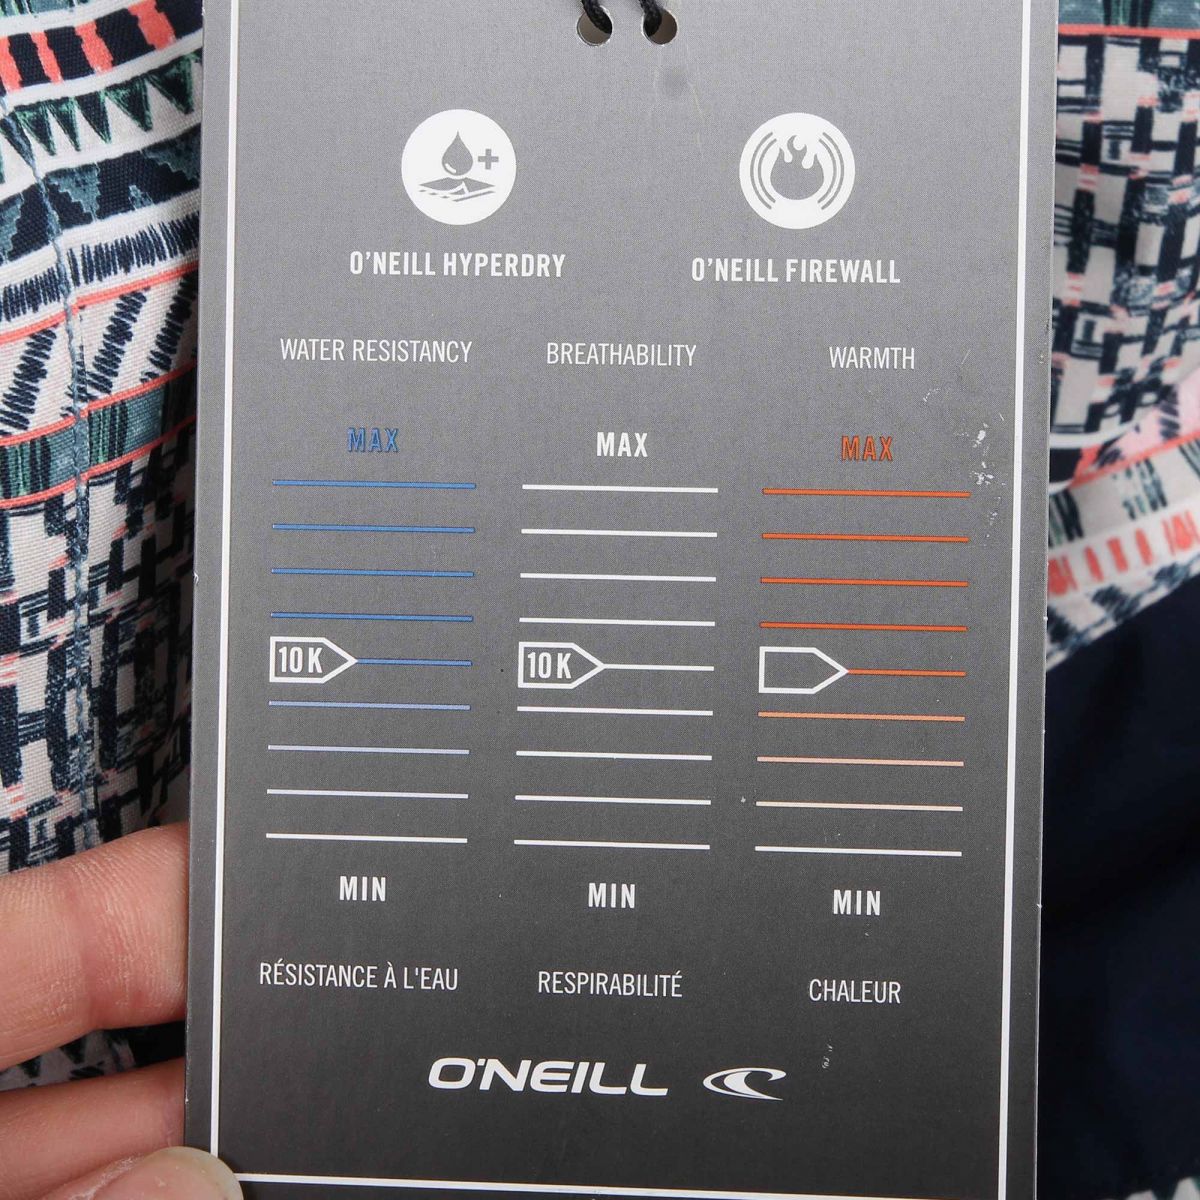 O'NEILL HYPERDRY
O'NEILL FIREWALL
WATER RESISTANCY
BREATHABILITY
WARMTH
MAX
MAX
MAX
10 K
10 K
MIN
MIN
MIN
RÉSISTANCE À L'EAU
RESPIRABILITÉ
CHALEUR
O'NEILL